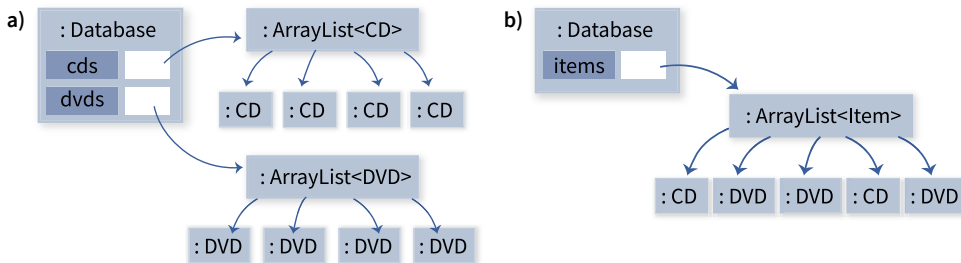 a)
: Database
cds
dvds
: ArrayList<CD>
: CD
: CD
: CD
: CD
: ArrayList<DVD>
: DVD
: DVD
: DVD
: DVD
b)
: Database
items
: ArrayList<Item>
: CD
: DVD
: DVD
: CD
: DVD